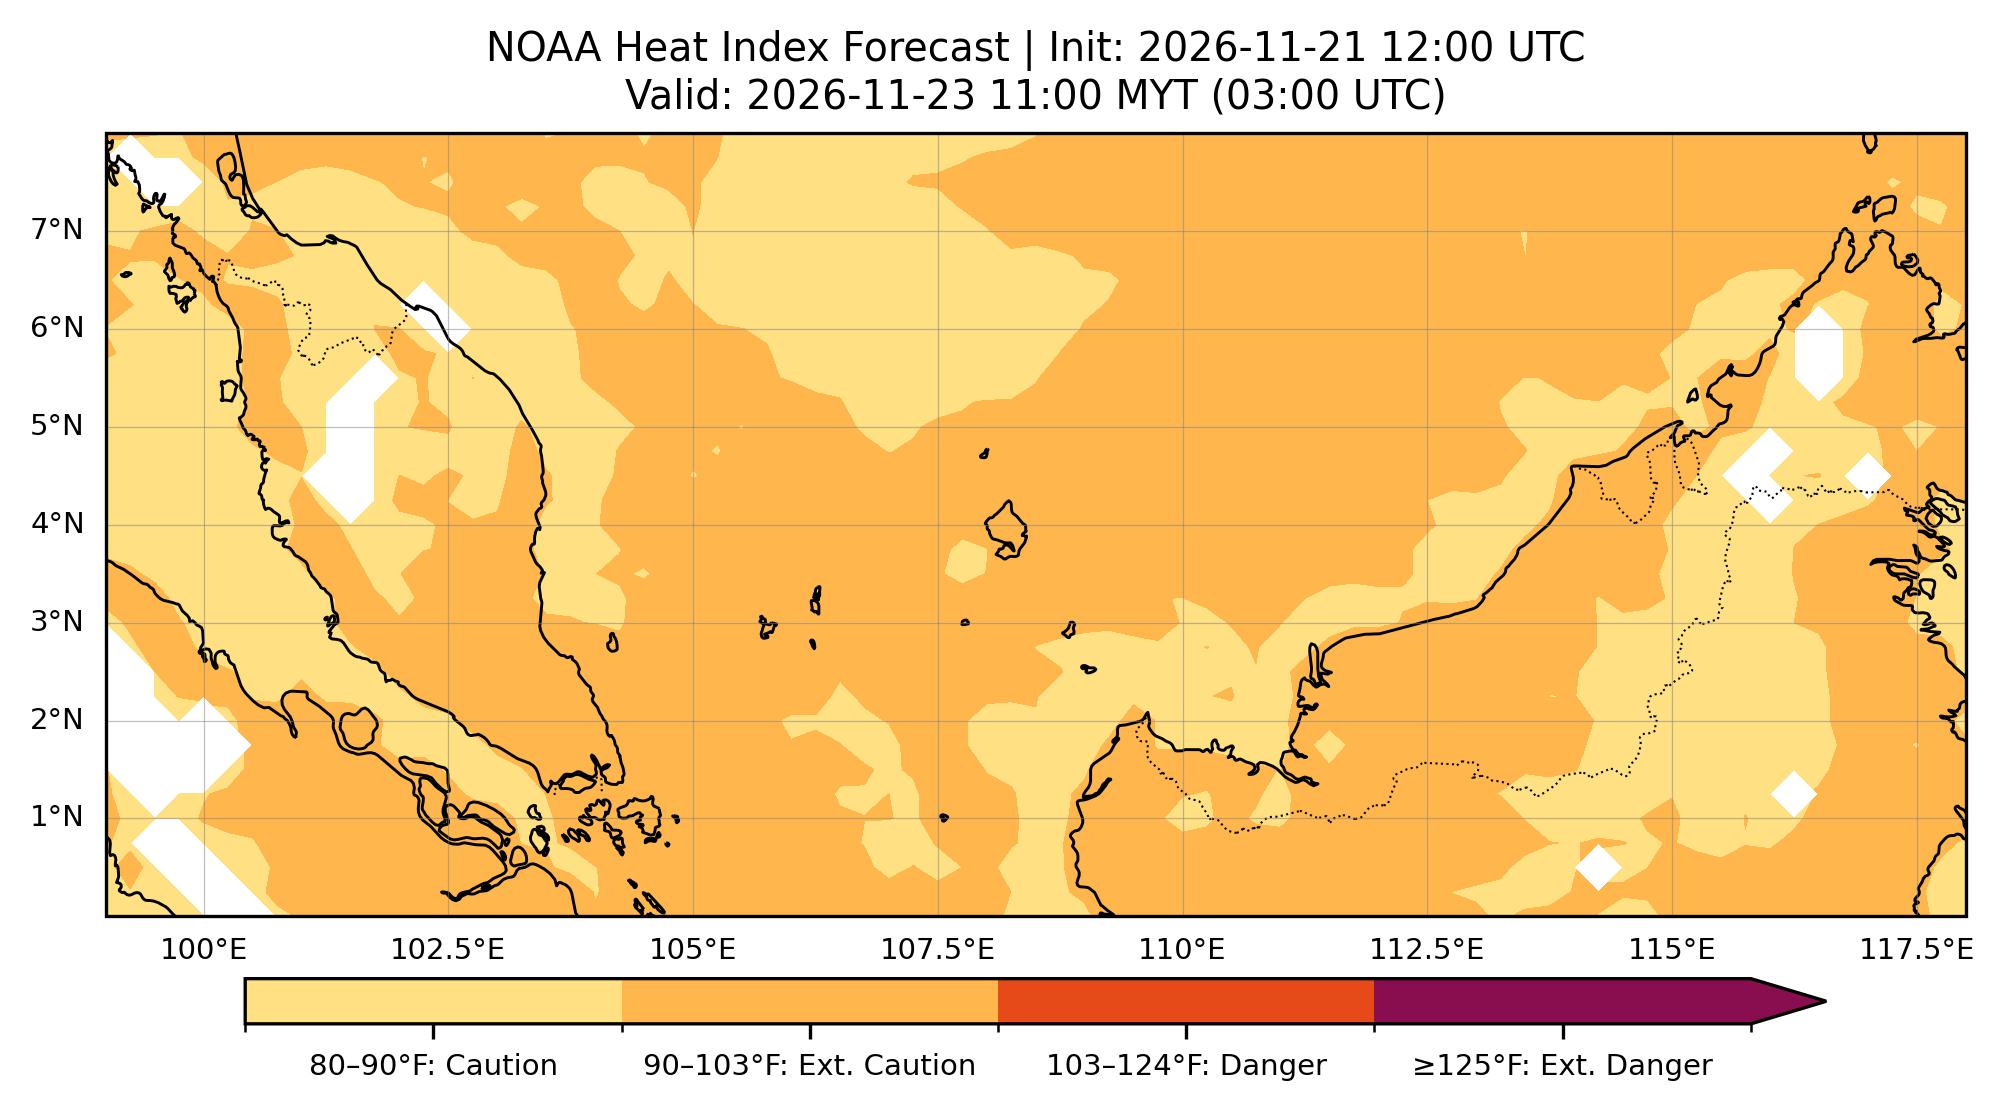 NOAA Heat Index Forecast | Init: 2026-11-21 12:00 UTC
Valid: 2026-11-23 11:00 MYT (03:00 UTC)
7°N
6°N
5°N
4°N
3°N
2°N
1°N
100°E 102.5°E 105°E 107.5°E 110°E 112.5°E 115°E 117.5°E
80–90°F: Caution 90–103°F: Ext. Caution 103–124°F: Danger ≥125°F: Ext. Danger